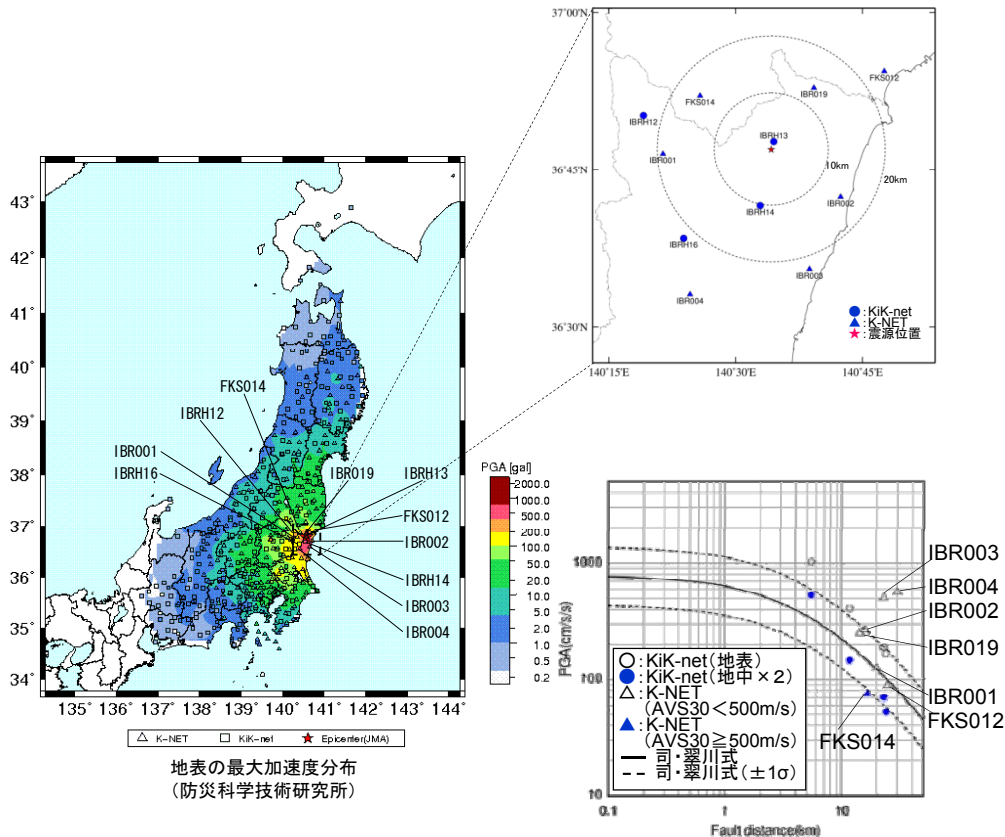 37°00'N
36°45'N
36°30'N
140°15'E
140°30'E
140°45'E
FKS012
IBR019
FKS014
IBRH12
IBRH13
IBR001
10km
20km
IBR002
IBRH14
IBRH16
IBR003
IBR004
:KiK-net
:K-NET
:震源位置
43°
42°
41°
40°
39°
38°
37°
36°
35°
34°
135°
136°
137°
138°
139°
140°
141°
142°
143°
144°
FKS014
IBRH12
IBR001
IBRH16
IBR019
IBRH13
FKS012
IBR002
IBRH14
IBR003
IBR004
PGA [gal]
2000.0
1000.0
500.0
200.0
100.0
50.0
20.0
10.0
5.0
2.0
1.0
0.5
0.2
K-NET
KiK-net
Epicenter(JMA)
地表の最大加速度分布
(防災科学技術研究所)
PGA(cm/s/s)
1000
100
10
0.1
1
10
Fault distance(km)
:KiK-net(地表)
:KiK-net(地中×2)
:K-NET
(AVS30<500m/s)
:K-NET
(AVS30≧500m/s)
司・翠川式
司・翠川式(±1σ)
IBR003
IBR004
IBR002
IBR019
IBR001
FKS012
FKS014